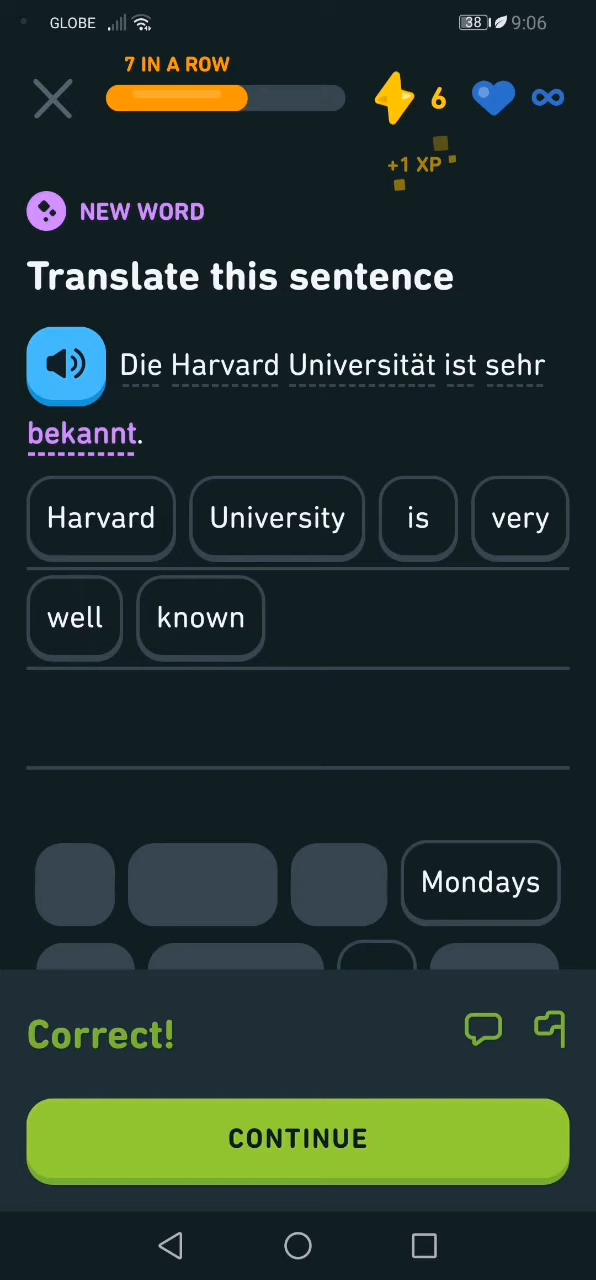 GLOBE 38 9:06
7 IN A ROW
6 ∞
+1 XP
NEW WORD
Translate this sentence
Die Harvard Universität ist sehr
bekannt.
Harvard University is very
well known
Mondays
Correct!
CONTINUE